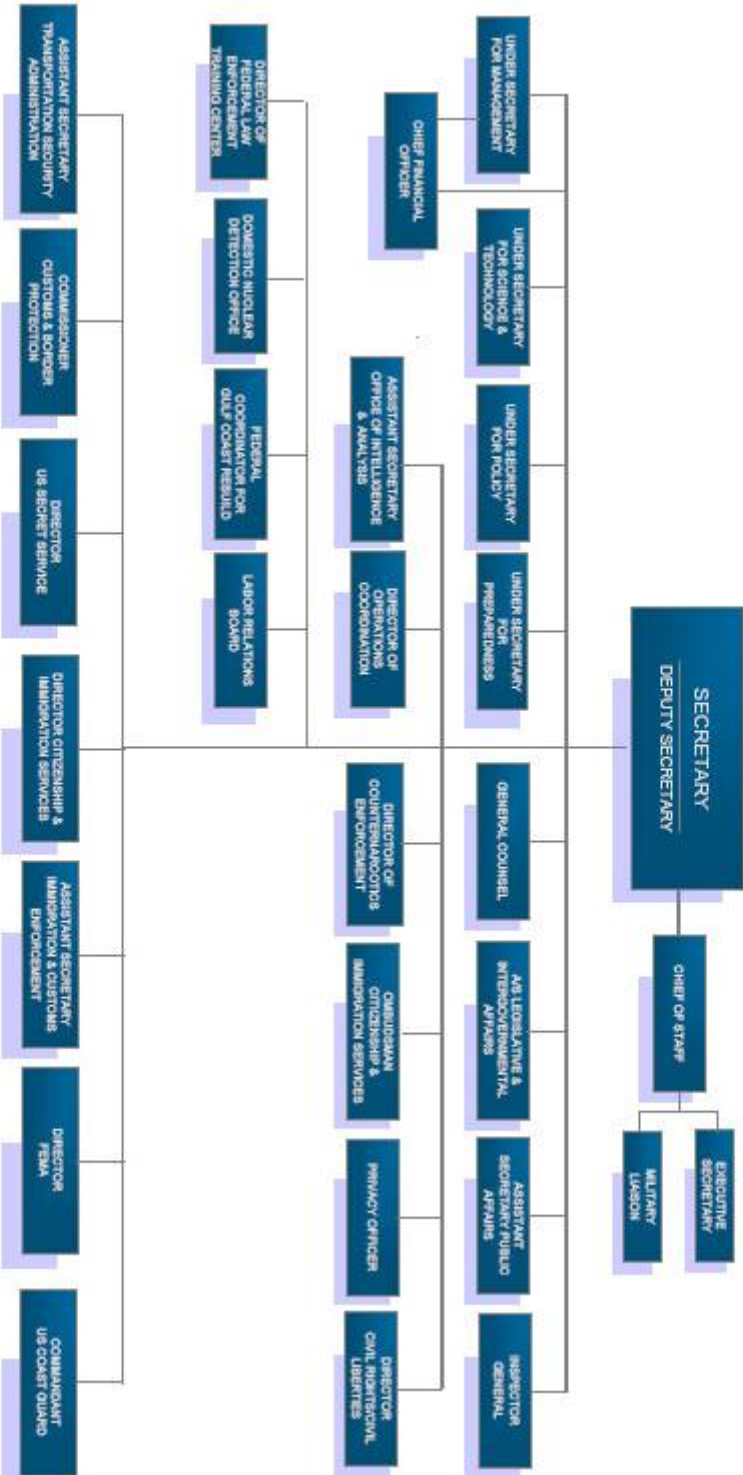 SECRETARY
DEPUTY SECRETARY
CHIEF OF STAFF
EXECUTIVE
SECRETARY
MILITARY
LIAISON
UNDER SECRETARY
FOR MANAGEMENT
UNDER SECRETARY
FOR SCIENCE &
TECHNOLOGY
UNDER SECRETARY
FOR POLICY
UNDER SECRETARY
FOR
PREPAREDNESS
GENERAL COUNSEL
A/S LEGISLATIVE &
INTERGOVERNMENTAL
AFFAIRS
ASSISTANT
SECRETARY PUBLIC
AFFAIRS
INSPECTOR
GENERAL
CHIEF FINANCIAL
OFFICER
ASSISTANT SECRETARY
OFFICE OF INTELLIGENCE
& ANALYSIS
DIRECTOR OF
OPERATIONS
COORDINATION
DIRECTOR OF
COUNTERNARCOTICS
ENFORCEMENT
OMBUDSMAN
CITIZENSHIP &
IMMIGRATION SERVICES
PRIVACY OFFICER
DIRECTOR
CIVIL RIGHTS/CIVIL
LIBERTIES
DIRECTOR OF
FEDERAL LAW
ENFORCEMENT
TRAINING CENTER
DOMESTIC NUCLEAR
DETECTION OFFICE
FEDERAL
COORDINATOR FOR
GULF COAST REBUILD
LABOR RELATIONS
BOARD
ASSISTANT SECRETARY
TRANSPORTATION SECURITY
ADMINISTRATION
COMMISSIONER
CUSTOMS & BORDER
PROTECTION
DIRECTOR
US SECRET SERVICE
DIRECTOR CITIZENSHIP &
IMMIGRATION SERVICES
ASSISTANT SECRETARY
IMMIGRATION & CUSTOMS
ENFORCEMENT
DIRECTOR
FEMA
COMMANDANT
US COAST GUARD